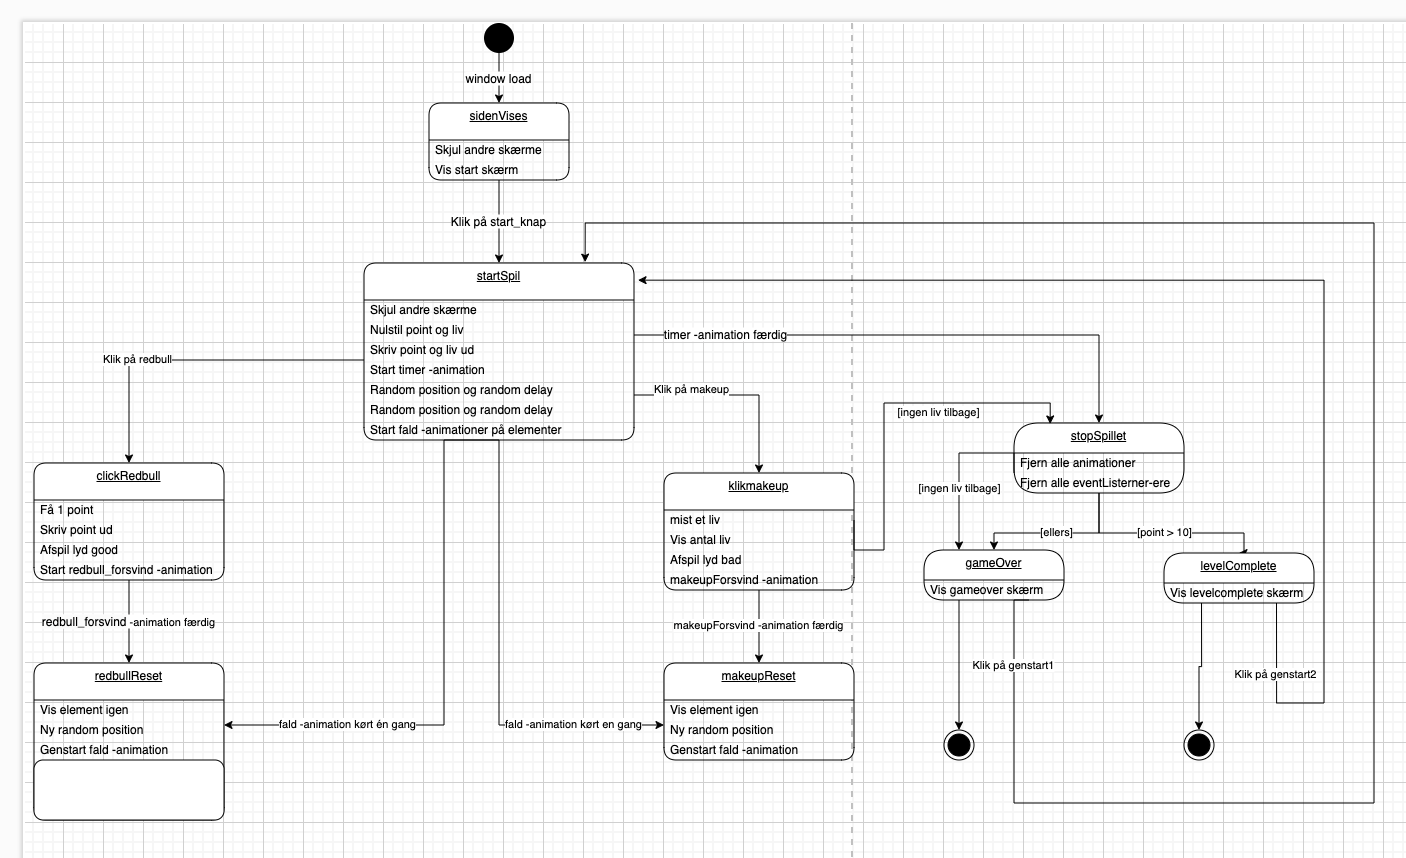 window load
sidenVises
Skjul andre skærme
Vis start skærm
Klik på start_knap
startSpil
Skjul andre skærme
Nulstil point og liv
Skriv point og liv ud
Start timer -animation
Random position og random delay
Random position og random delay
Start fald -animationer på elementer
timer -animation færdig
Klik på redbull
Klik på makeup
[ingen liv tilbage]
stopSpillet
Fjern alle animationer
Fjern alle eventListerner-ere
clickRedbull
Få 1 point
Skriv point ud
Afspil lyd good
Start redbull_forsvind -animation
klikmakeup
mist et liv
Vis antal liv
Afspil lyd bad
makeupForsvind -animation
[ingen liv tilbage]
[ellers]
[point > 10]
gameOver
Vis gameover skærm
levelComplete
Vis levelcomplete skærm
redbull_forsvind -animation færdig
makeupForsvind -animation færdig
redbullReset
Vis element igen
Ny random position
Genstart fald -animation
fald -animation kørt én gang
fald -animation kørt en gang
makeupReset
Vis element igen
Ny random position
Genstart fald -animation
Klik på genstart1
Klik på genstart2